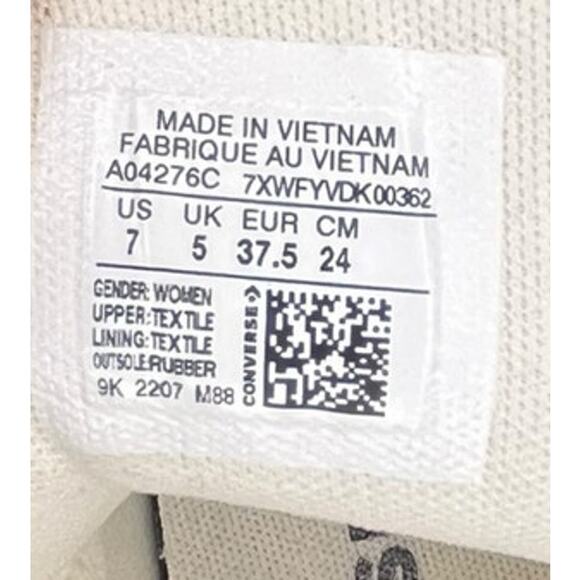 MADE IN VIETNAM
FABRIQUE AU VIETNAM
A04276C 7XWFYVDK00362
US UK EUR CM
7 5 37.5 24
GENDER: WOMEN
UPPER: TEXTILE
LINING: TEXTILE
OUTSOLE: RUBBER
9K 2207 M88
CONVERSE